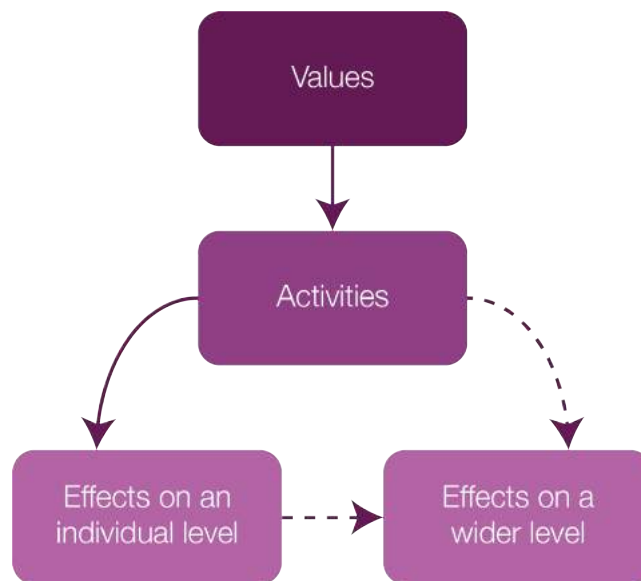 Values
Activities
Effects on an
individual level
Effects on a
wider level